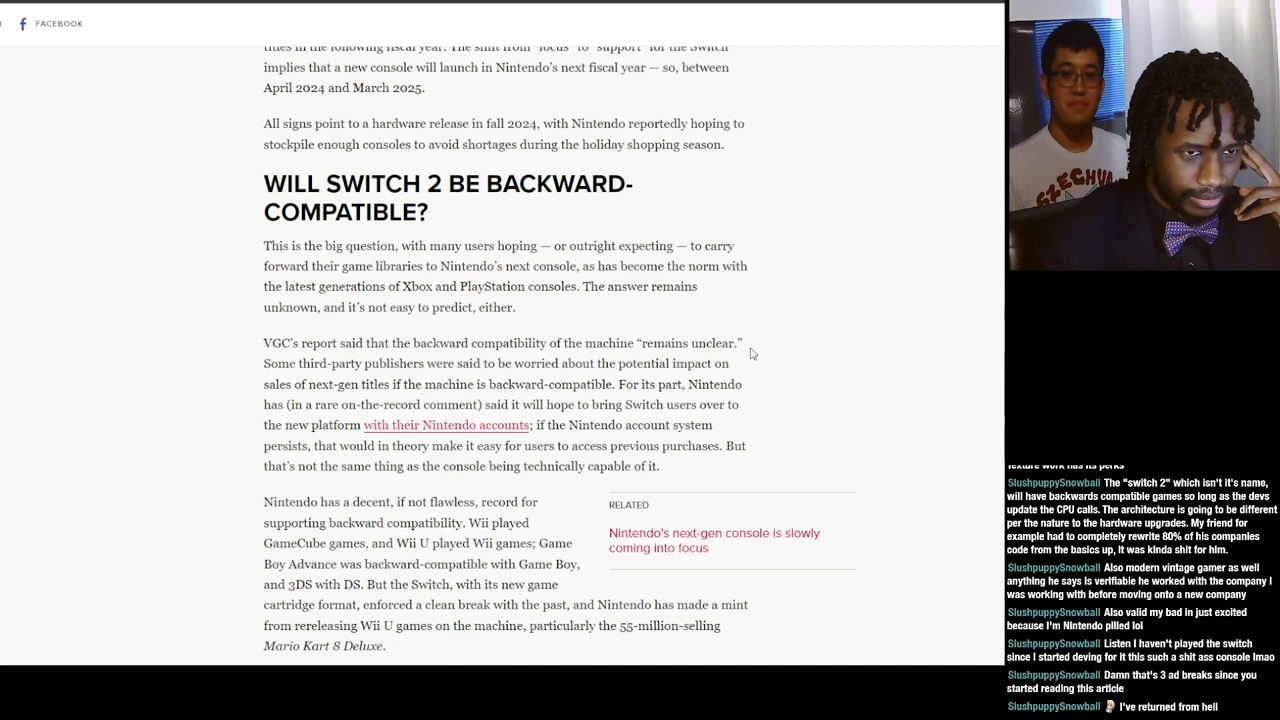 FACEBOOK
titles in the following fiscal year. The shift from "focus" to "support" for the Switch
implies that a new console will launch in Nintendo's next fiscal year — so, between
April 2024 and March 2025.
All signs point to a hardware release in fall 2024, with Nintendo reportedly hoping to
stockpile enough consoles to avoid shortages during the holiday shopping season.
WILL SWITCH 2 BE BACKWARD-
COMPATIBLE?
This is the big question, with many users hoping — or outright expecting — to carry
forward their game libraries to Nintendo's next console, as has become the norm with
the latest generations of Xbox and PlayStation consoles. The answer remains
unknown, and it's not easy to predict, either.
VGC's report said that the backward compatibility of the machine "remains unclear."
Some third-party publishers were said to be worried about the potential impact on
sales of next-gen titles if the machine is backward-compatible. For its part, Nintendo
has (in a rare on-the-record comment) said it will hope to bring Switch users over to
the new platform with their Nintendo accounts; if the Nintendo account system
persists, that would in theory make it easy for users to access previous purchases. But
that's not the same thing as the console being technically capable of it.
Nintendo has a decent, if not flawless, record for
supporting backward compatibility. Wii played
GameCube games, and Wii U played Wii games; Game
Boy Advance was backward-compatible with Game Boy,
and 3DS with DS. But the Switch, with its new game
cartridge format, enforced a clean break with the past, and Nintendo has made a mint
from rereleasing Wii U games on the machine, particularly the 55-million-selling
Mario Kart 8 Deluxe.
RELATED
Nintendo's next-gen console is slowly
coming into focus
texture work has its perks
SlushpuppySnowball The "switch 2" which isn't it's name,
will have backwards compatible games so long as the devs
update the CPU calls. The architecture is going to be different
per the nature to the hardware upgrades. My friend for
example had to completely rewrite 80% of his companies
code from the basics up, it was kinda shit for him.
SlushpuppySnowball Also modern vintage gamer as well
anything he says is verifiable he worked with the company I
was working with before moving onto a new company
SlushpuppySnowball Also valid my bad in just excited
because I'm Nintendo pilled lol
SlushpuppySnowball Listen I haven't played the switch
since I started deving for it this such a shit ass console lmao
SlushpuppySnowball Damn that's 3 ad breaks since you
started reading this article
SlushpuppySnowball I've returned from hell